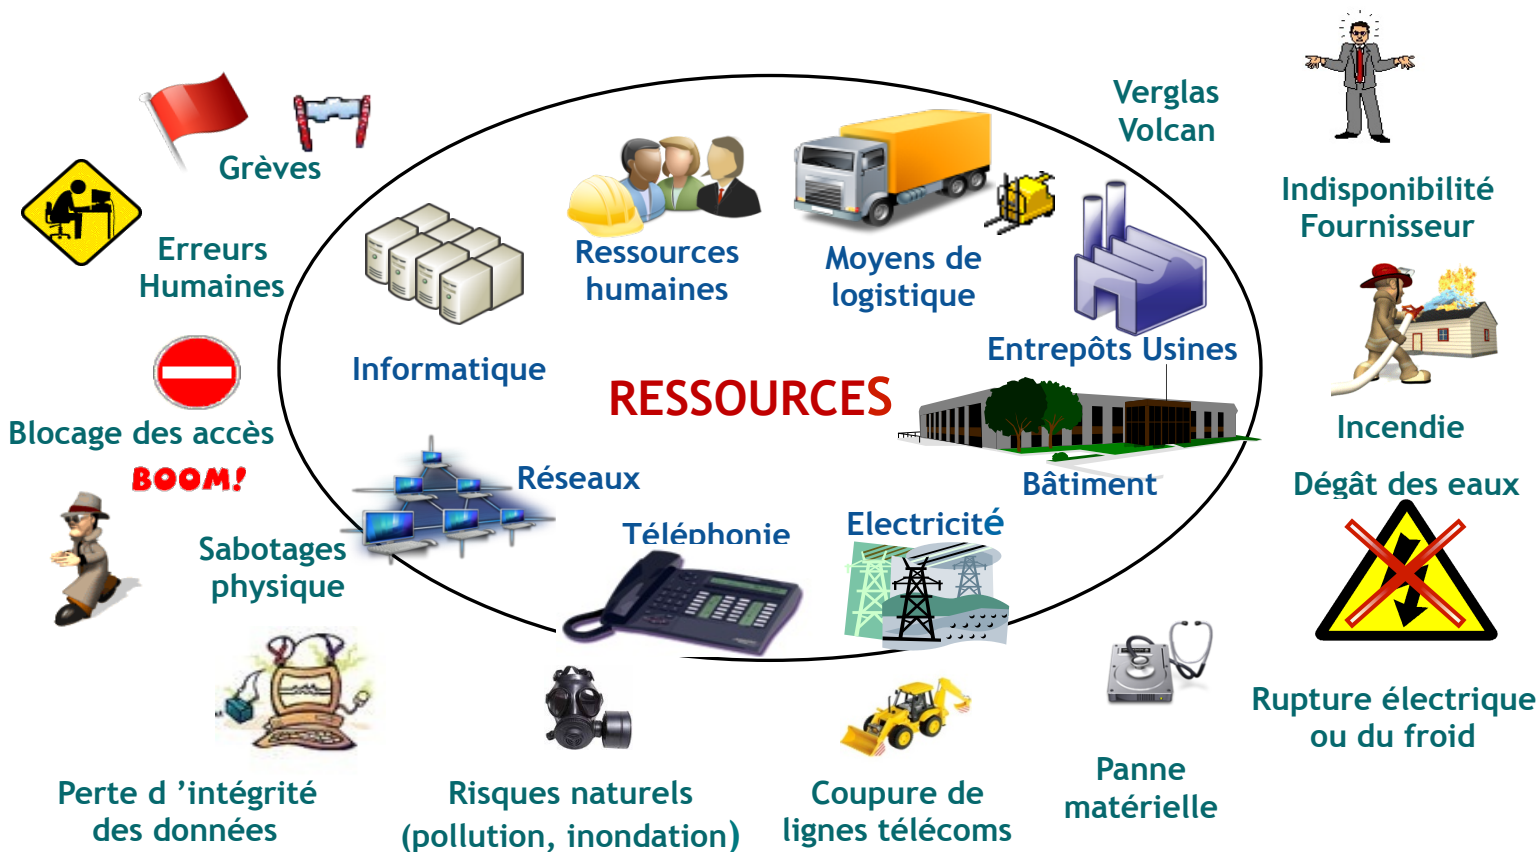 Verglas
Volcan
Grèves
Indisponibilité
Fournisseur
Erreurs
Humaines
Ressources
humaines
Moyens de
logistique
Entrepôts Usines
Informatique
RESSOURCES
Blocage des accès
Incendie
BOOM!
Réseaux
Bâtiment
Dégât des eaux
Téléphonie
Electricité
Sabotages
physique
Rupture électrique
ou du froid
Perte d ’intégrité
des données
Risques naturels
(pollution, inondation)
Coupure de
lignes télécoms
Panne
matérielle